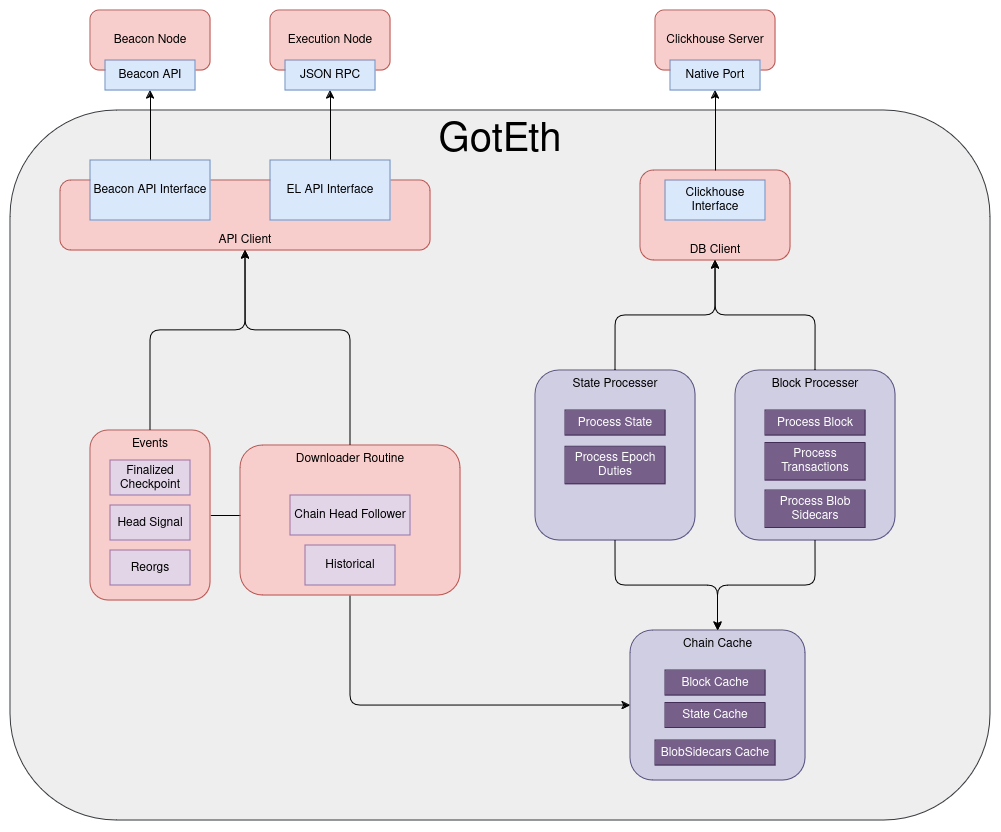 Beacon Node
Beacon API
Execution Node
JSON RPC
Clickhouse Server
Native Port
GotEth
Beacon API Interface
EL API Interface
API Client
Clickhouse
Interface
DB Client
Events
Finalized
Checkpoint
Head Signal
Reorgs
Downloader Routine
Chain Head Follower
Historical
State Processer
Process State
Process Epoch
Duties
Block Processer
Process Block
Process
Transactions
Process Blob
Sidecars
Chain Cache
Block Cache
State Cache
BlobSidecars Cache